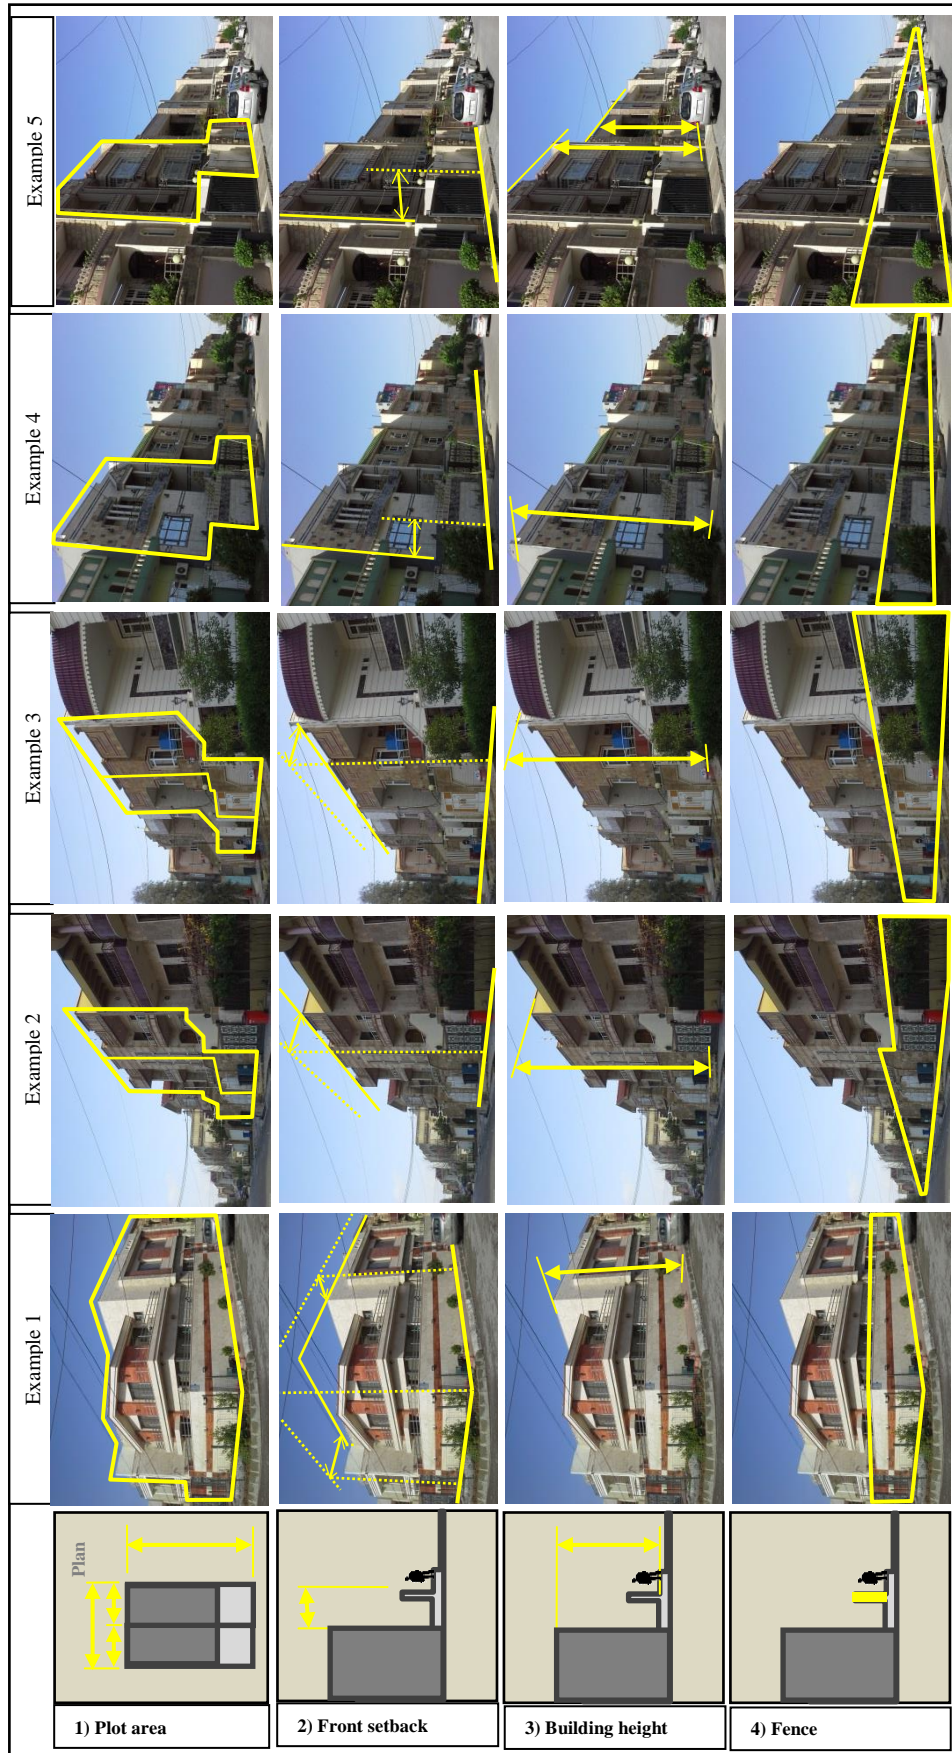 Example 1
Example 2
Example 3
Example 4
Example 5
Plan
1) Plot area
2) Front setback
3) Building height
4) Fence